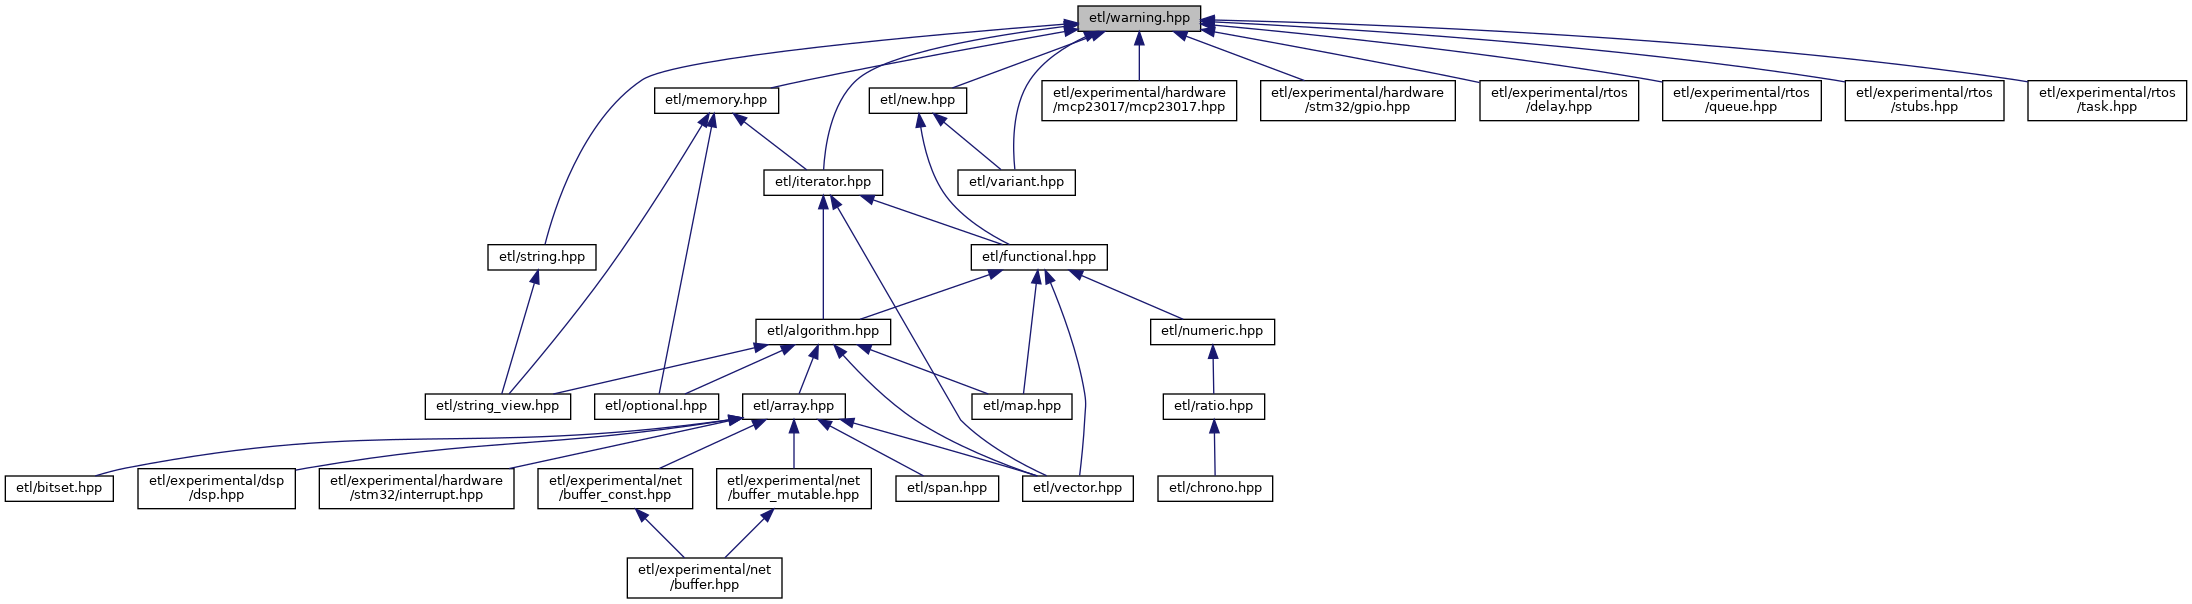 etl/warning.hpp
etl/memory.hpp
etl/new.hpp
etl/experimental/hardware
/mcp23017/mcp23017.hpp
etl/experimental/hardware
/stm32/gpio.hpp
etl/experimental/rtos
/delay.hpp
etl/experimental/rtos
/queue.hpp
etl/experimental/rtos
/stubs.hpp
etl/experimental/rtos
/task.hpp
etl/iterator.hpp
etl/variant.hpp
etl/string.hpp
etl/functional.hpp
etl/algorithm.hpp
etl/numeric.hpp
etl/string_view.hpp
etl/optional.hpp
etl/array.hpp
etl/map.hpp
etl/ratio.hpp
etl/bitset.hpp
etl/experimental/dsp
/dsp.hpp
etl/experimental/hardware
/stm32/interrupt.hpp
etl/experimental/net
/buffer_const.hpp
etl/experimental/net
/buffer_mutable.hpp
etl/span.hpp
etl/vector.hpp
etl/chrono.hpp
etl/experimental/net
/buffer.hpp